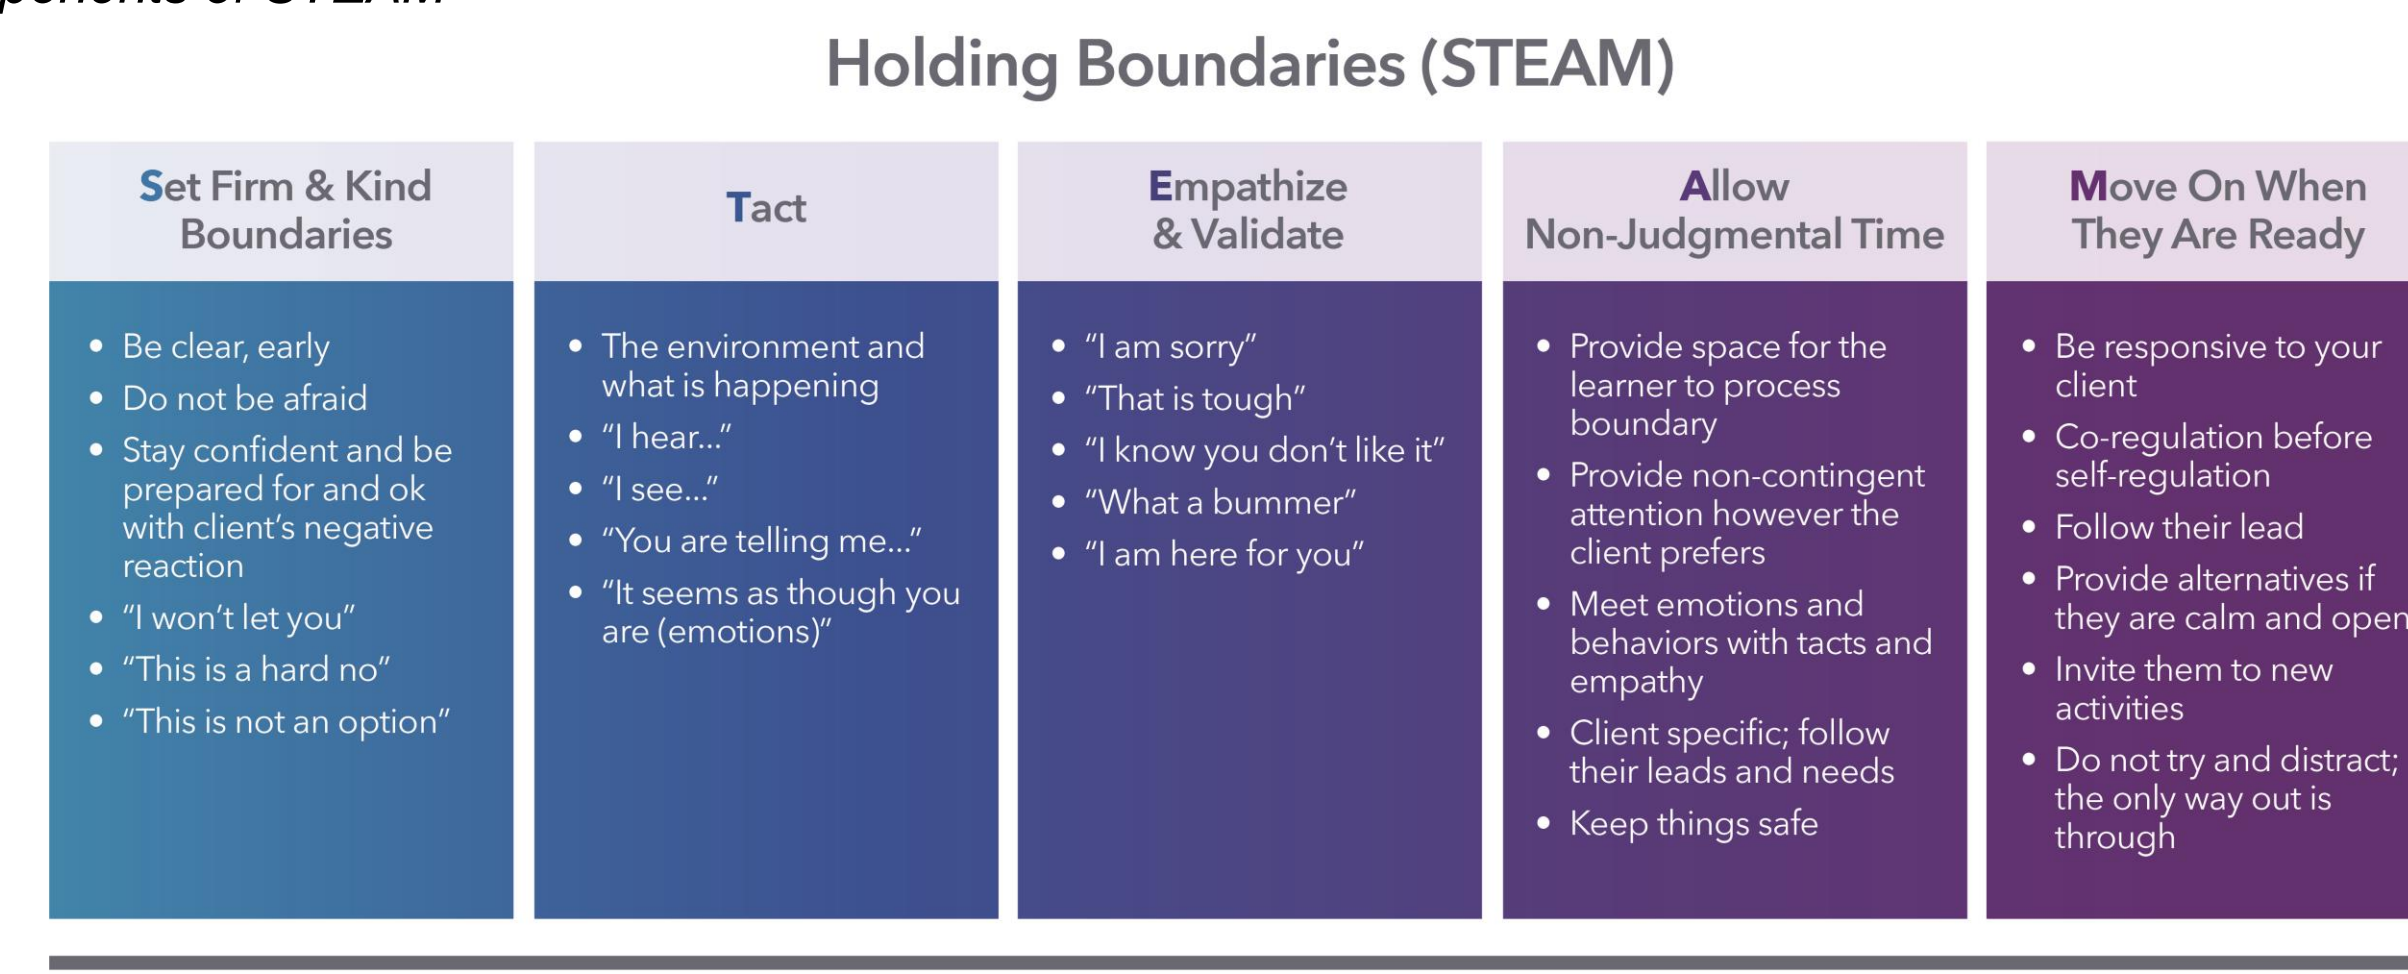 of STEAM
Holding Boundaries (STEAM)
Set Firm & Kind
Boundaries
• Be clear, early
• Do not be afraid
• Stay confident and be
prepared for and ok
with client’s negative
reaction
• “I won’t let you”
• “This is a hard no”
• “This is not an option”
Tact
• The environment and
what is happening
• “I hear...”
• “I see...”
• “You are telling me...”
• “It seems as though you
are (emotions)”
Empathize
& Validate
• “I am sorry”
• “That is tough”
• “I know you don’t like it”
• “What a bummer”
• “I am here for you”
Allow
Non-Judgmental Time
• Provide space for the
learner to process
boundary
• Provide non-contingent
attention however the
client prefers
• Meet emotions and
behaviors with tacts and
empathy
• Client specific; follow
their leads and needs
• Keep things safe
Move On When
They Are Ready
• Be responsive to your
client
• Co-regulation before
self-regulation
• Follow their lead
• Provide alternatives if
they are calm and open
• Invite them to new
activities
• Do not try and distract;
the only way out is
through